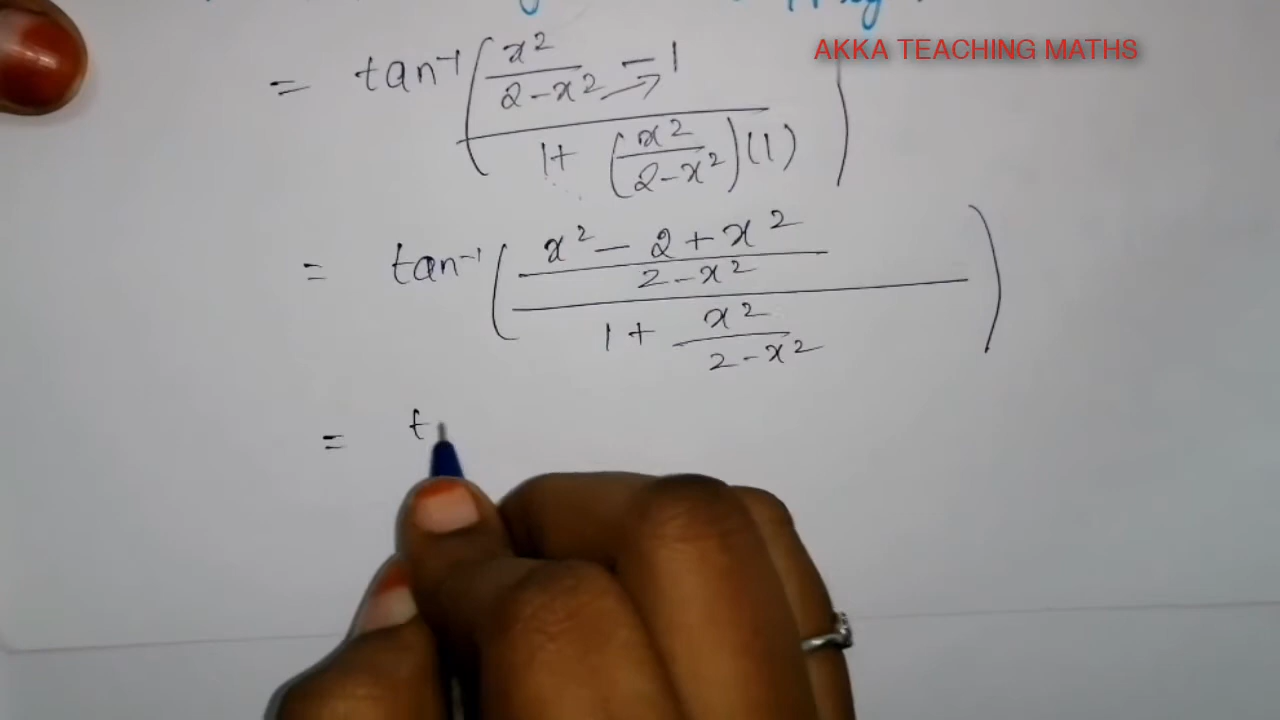 AKKA TEACHING MATHS
= tan⁻¹ ( x² / 2-x² - 1
1 + (x² / 2-x²) (1) )
= tan⁻¹ ( x² - 2 + x² / 2-x²
1 + x² / 2-x² )
= t